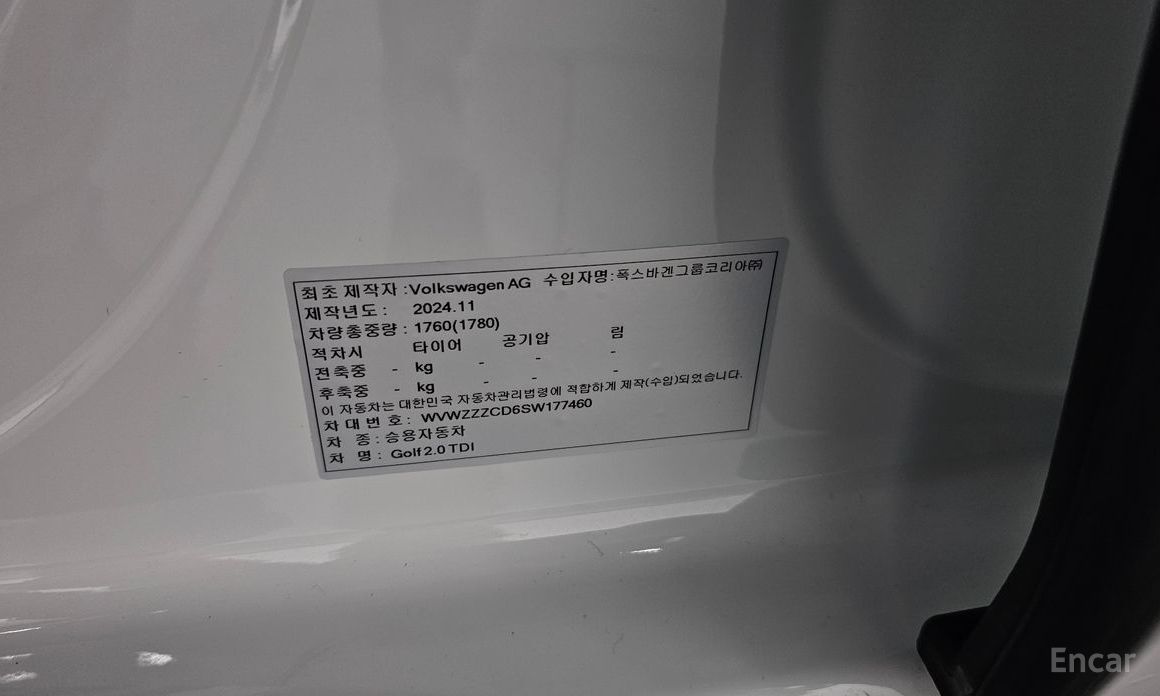 최초 제작자 : Volkswagen AG 수입자명 : 폭스바겐그룹코리아㈜
제작년도 : 2024.11
차량총중량 : 1760(1780)
적차시 타이어 공기압 림
전축중 - kg - - -
후축중 - kg - - -
이 자동차는 대한민국 자동차관리법령에 적합하게 제작(수입)되었습니다.
차 대 번 호 : WVWZZZCD6SW177460
차 종 : 승용자동차
차 명 : Golf 2.0 TDI
Encar